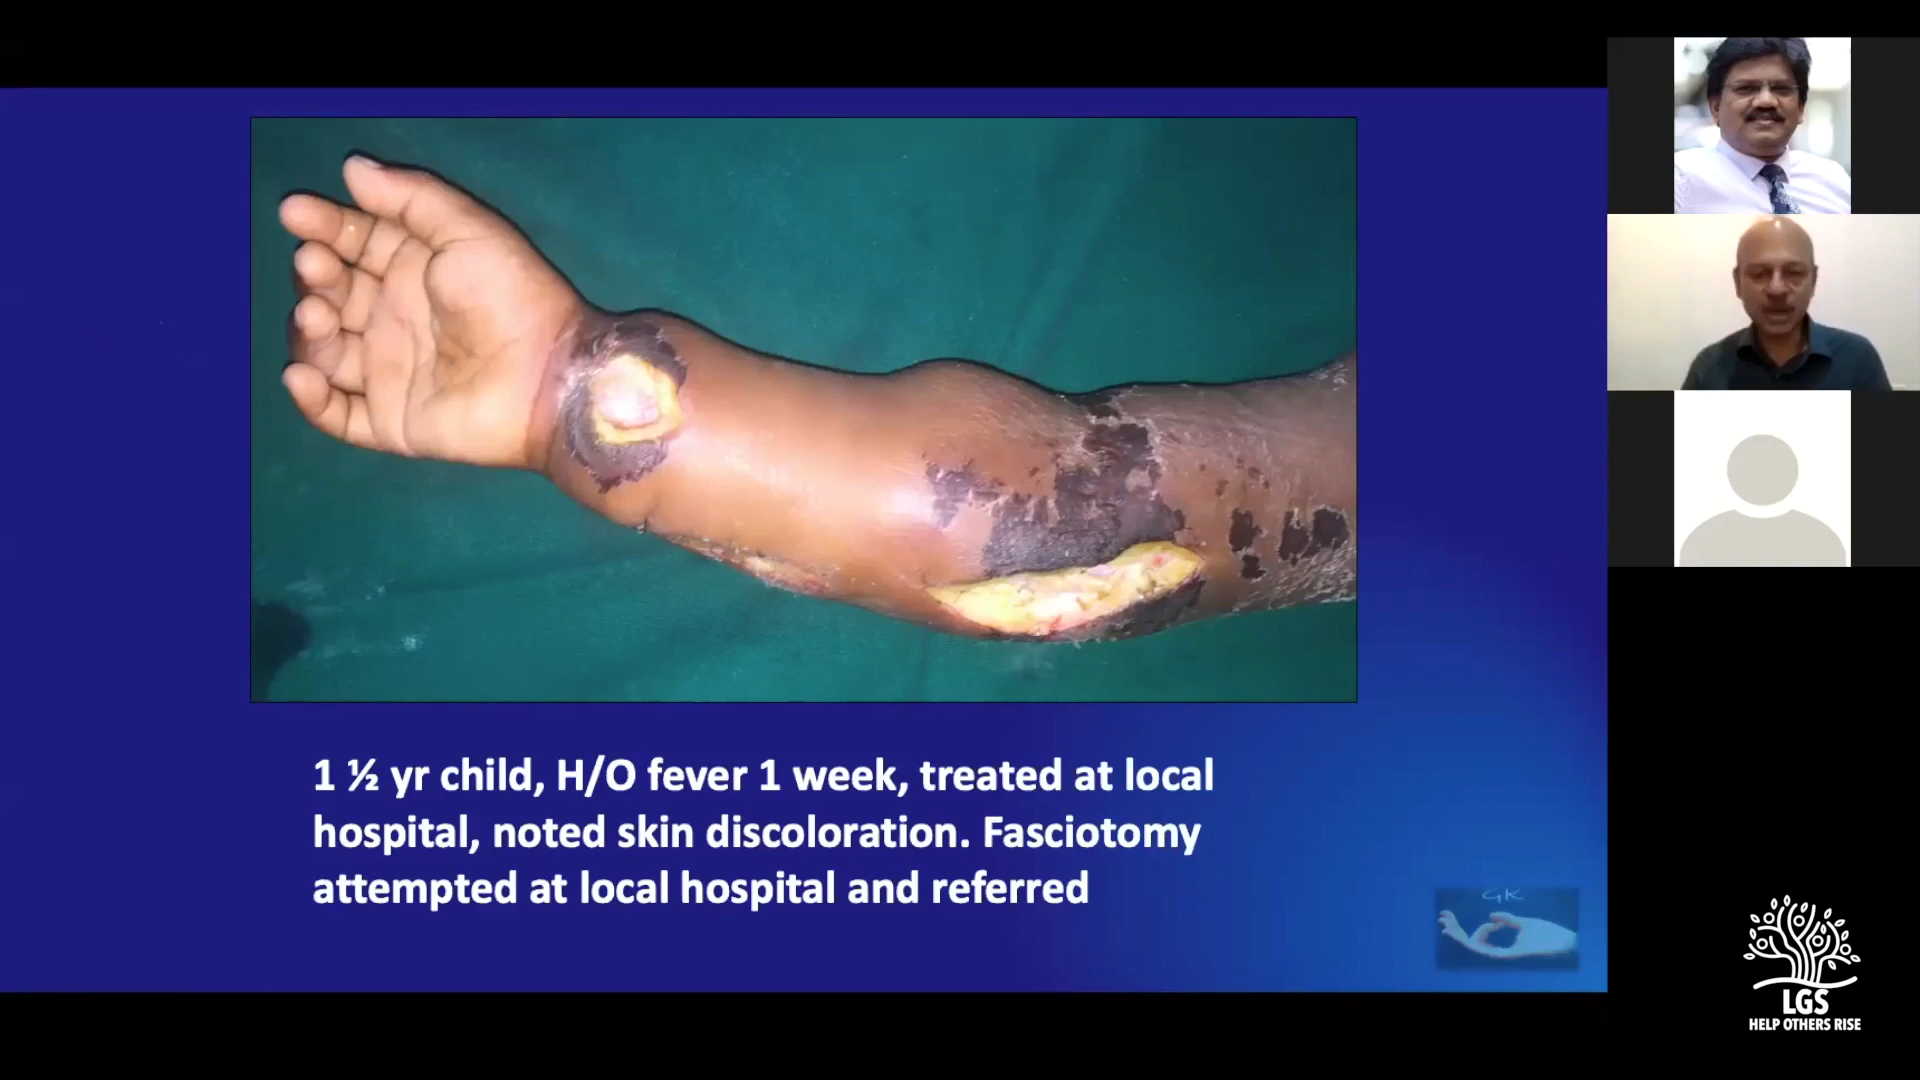 1 ½ yr child, H/O fever 1 week, treated at local
hospital, noted skin discoloration. Fasciotomy
attempted at local hospital and referred
GK
LGS
HELP OTHERS RISE